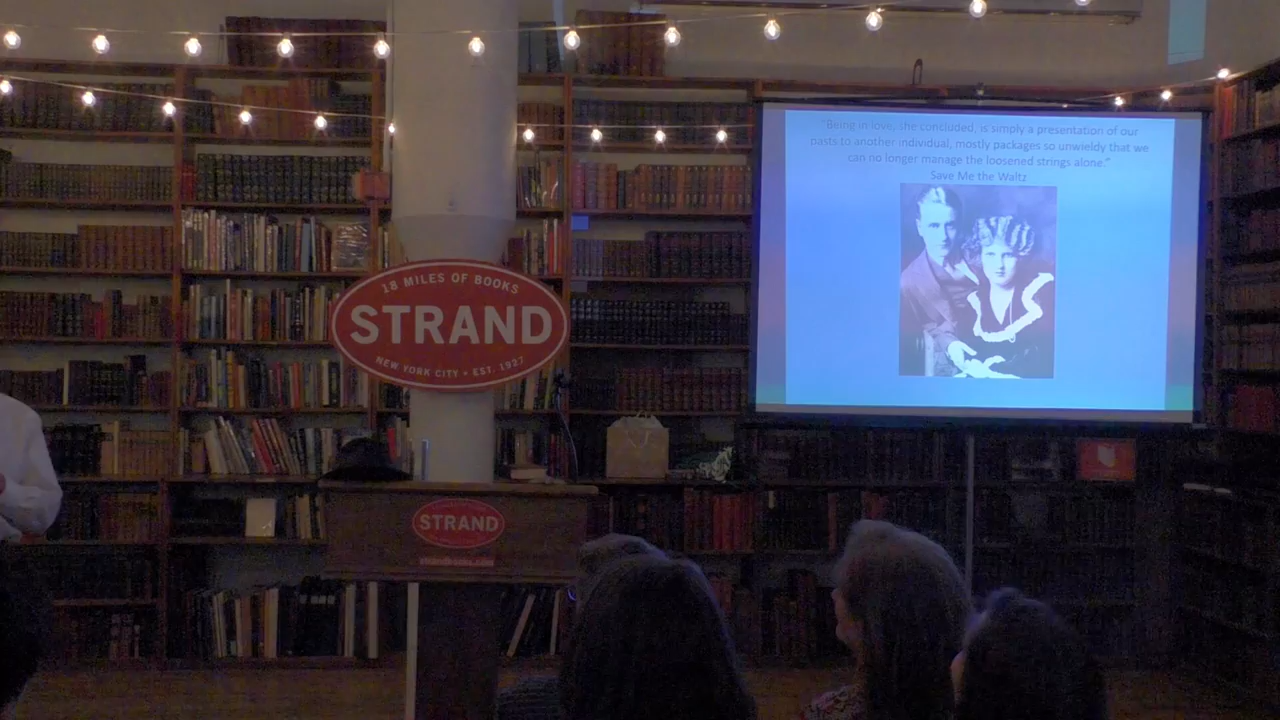 "Being in love, she concluded, is simply a presentation of our
pasts to another individual, mostly packages so unwieldy that we
can no longer manage the loosened strings alone."
Save Me the Waltz
18 MILES OF BOOKS
STRAND
NEW YORK CITY • EST. 1927
STRAND